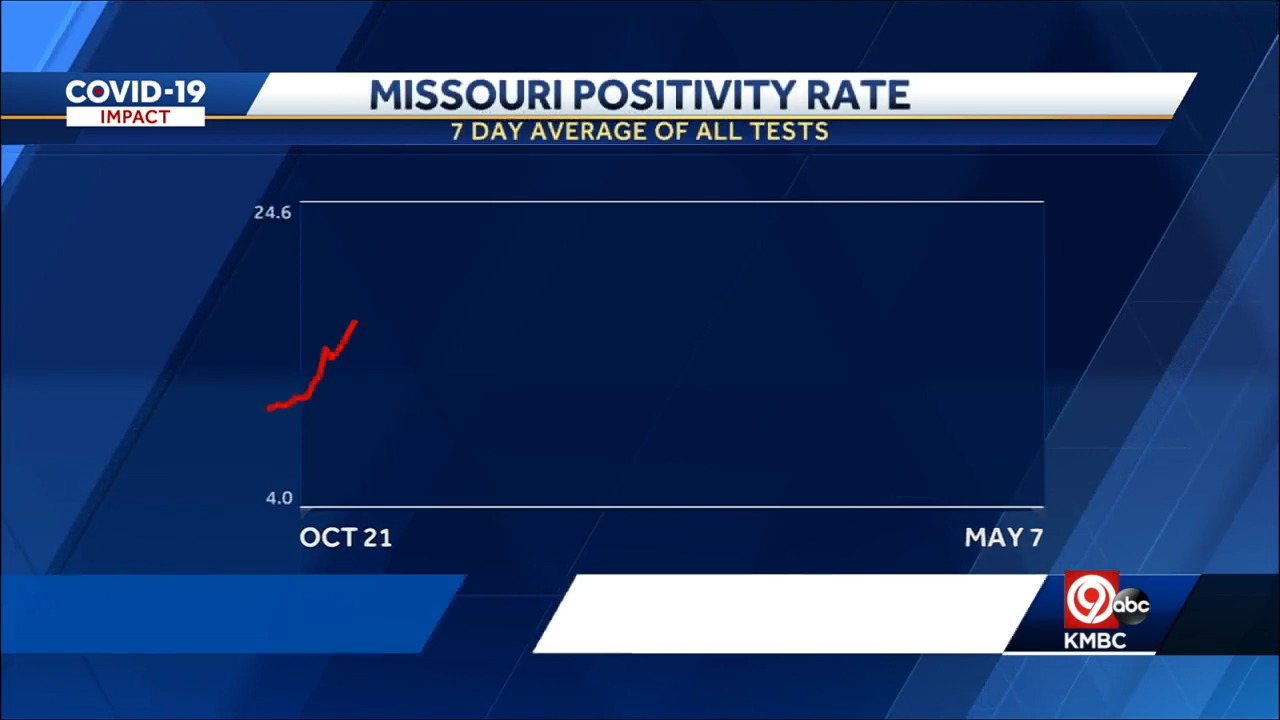 COVID-19
IMPACT
MISSOURI POSITIVITY RATE
7 DAY AVERAGE OF ALL TESTS
24.6
4.0
OCT 21
MAY 7
9
abc
KMBC